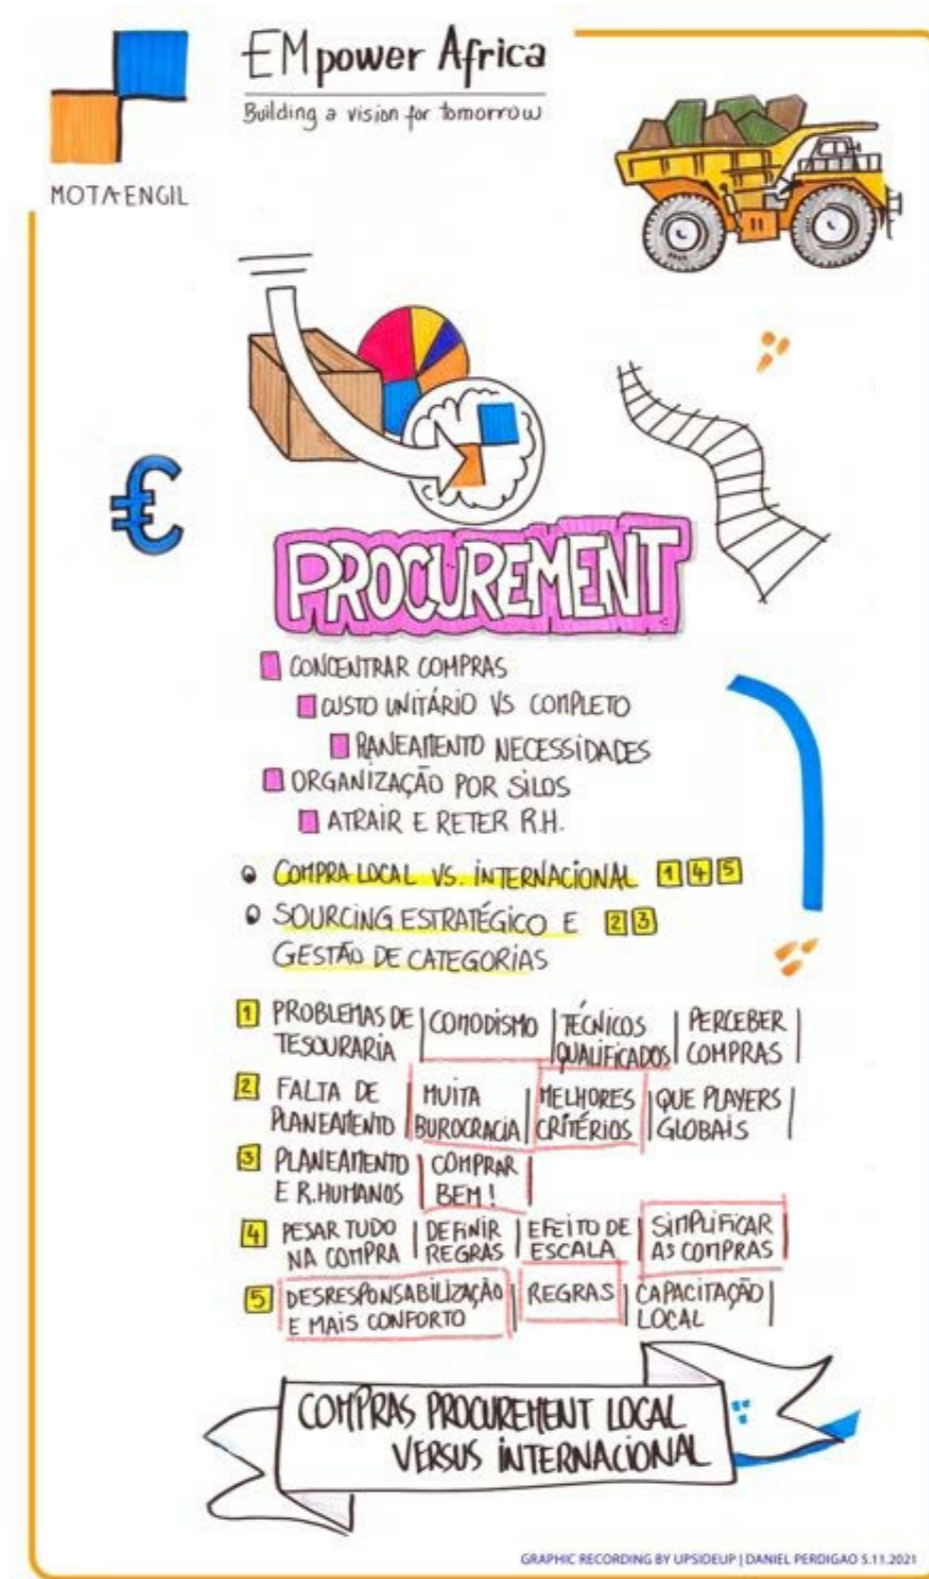 EMpower Africa
Building a vision for tomorrow
MOTA-ENGIL
€
PROCUREMENT
CONCENTRAR COMPRAS
CUSTO UNITÁRIO VS COMPLETO
PLANEAMENTO NECESSIDADES
ORGANIZAÇÃO POR SILOS
ATRAIR E RETER R.H.
COMPRA LOCAL VS. INTERNACIONAL 1 4 5
SOURCING ESTRATÉGICO E 2 3
GESTÃO DE CATEGORIAS
1 PROBLEMAS DE | COMODISMO | TÉCNICOS | PERCEBER |
TESOURARIA QUALIFICADOS COMPRAS
2 FALTA DE | MUITA | MELHORES | QUE PLAYERS |
PLANEAMENTO BUROCRACIA CRITÉRIOS GLOBAIS
3 PLANEAMENTO | COMPRAR |
E R.HUMANOS BEM!
4 PESAR TUDO | DEFINIR | EFEITO DE | SIMPLIFICAR |
NA COMPRA REGRAS ESCALA AS COMPRAS
5 DESRESPONSABILIZAÇÃO | REGRAS | CAPACITAÇÃO |
E MAIS CONFORTO LOCAL
COMPRAS PROCUREMENT LOCAL
VERSUS INTERNACIONAL
GRAPHIC RECORDING BY UPSIDEUP | DANIEL PERDIGAO 5.11.2021